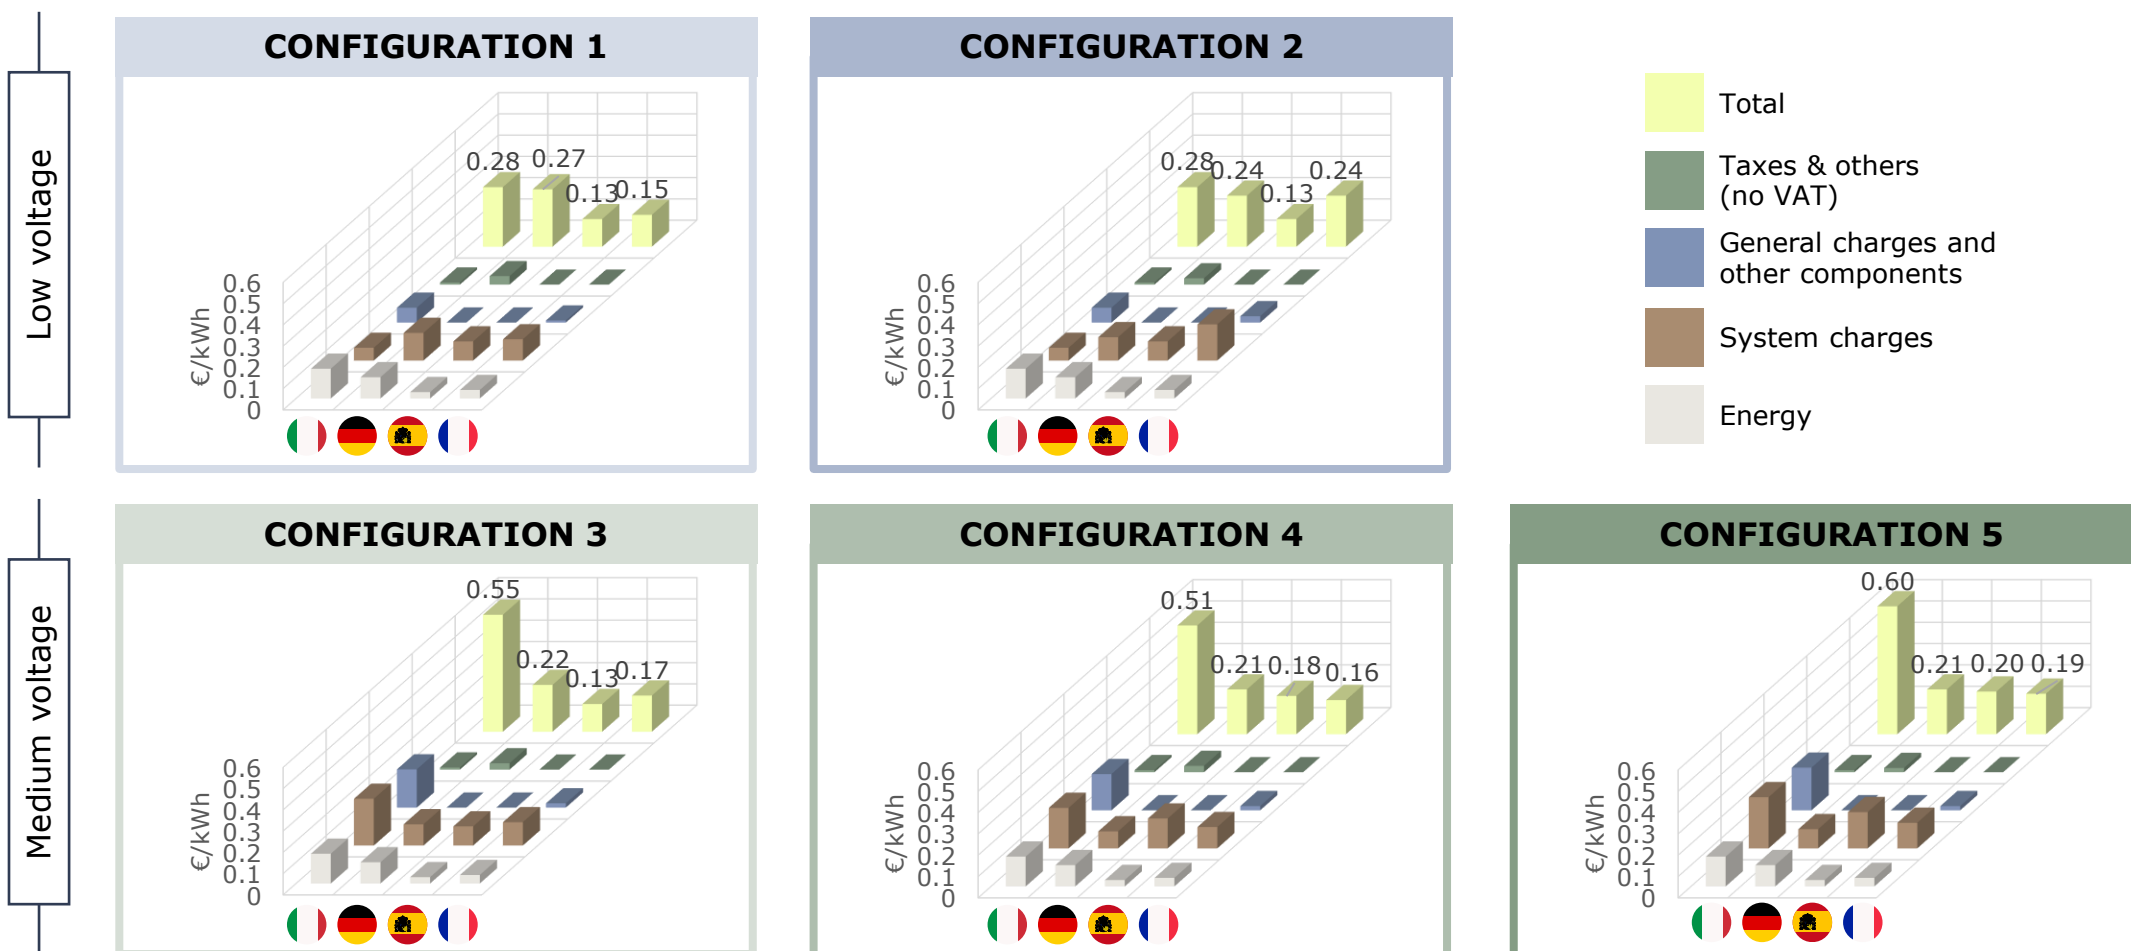 Low voltage
CONFIGURATION 1
0.28 0.27 0.13 0.15
€/kWh
0.6
0.5
0.4
0.3
0.2
0.1
0
CONFIGURATION 2
0.28 0.24 0.13 0.24
€/kWh
0.6
0.5
0.4
0.3
0.2
0.1
0
Total
Taxes & others
(no VAT)
General charges and
other components
System charges
Energy
Medium voltage
CONFIGURATION 3
0.55 0.22 0.13 0.17
€/kWh
0.6
0.5
0.4
0.3
0.2
0.1
0
CONFIGURATION 4
0.51 0.21 0.18 0.16
€/kWh
0.6
0.5
0.4
0.3
0.2
0.1
0
CONFIGURATION 5
0.60 0.21 0.20 0.19
€/kWh
0.6
0.5
0.4
0.3
0.2
0.1
0